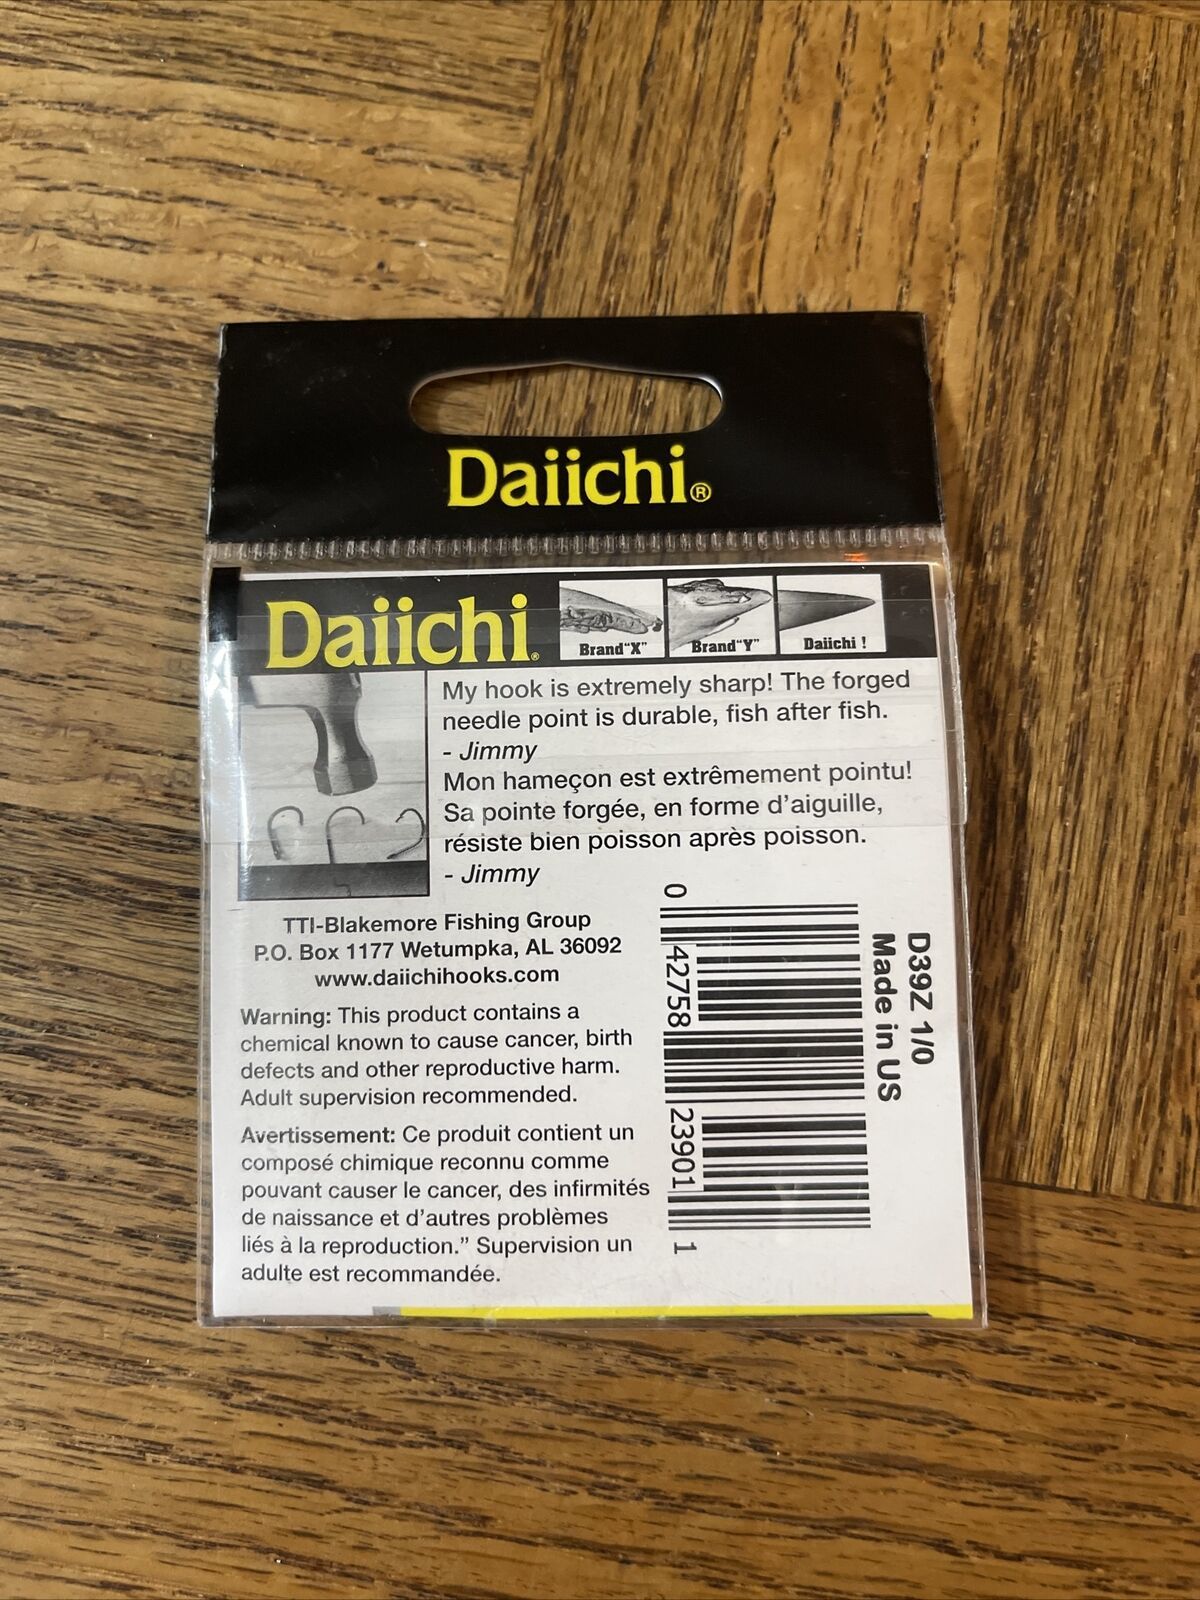 Daiichi®
Daiichi®
Brand"X"
Brand"Y"
Daiichi !
My hook is extremely sharp! The forged
needle point is durable, fish after fish.
- Jimmy
Mon hameçon est extrêmement pointu!
Sa pointe forgée, en forme d'aiguille,
résiste bien poisson après poisson.
- Jimmy
TTI-Blakemore Fishing Group
P.O. Box 1177 Wetumpka, AL 36092
www.daiichihooks.com
Warning: This product contains a
chemical known to cause cancer, birth
defects and other reproductive harm.
Adult supervision recommended.
Avertissement: Ce produit contient un
composé chimique reconnu comme
pouvant causer le cancer, des infirmités
de naissance et d'autres problèmes
liés à la reproduction." Supervision un
adulte est recommandée.
D39Z 1/0
Made in US
0 42758 23901 1